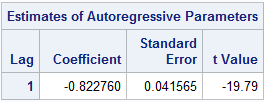 Estimates of Autoregressive Parameters
Lag Coefficient Standard Error t Value
1 -0.822760 0.041565 -19.79